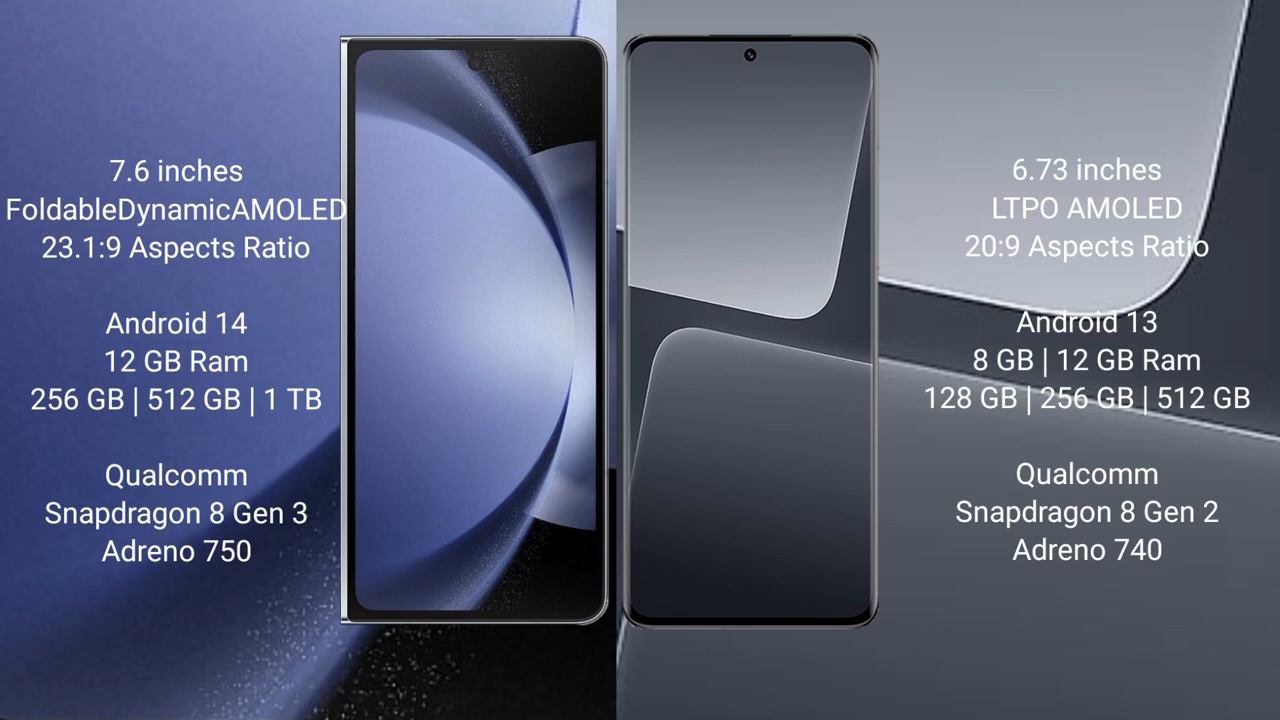 7.6 inches
FoldableDynamicAMOLED
23.1:9 Aspects Ratio
Android 14
12 GB Ram
256 GB | 512 GB | 1 TB
Qualcomm
Snapdragon 8 Gen 3
Adreno 750
6.73 inches
LTPO AMOLED
20:9 Aspects Ratio
Android 13
8 GB | 12 GB Ram
128 GB | 256 GB | 512 GB
Qualcomm
Snapdragon 8 Gen 2
Adreno 740